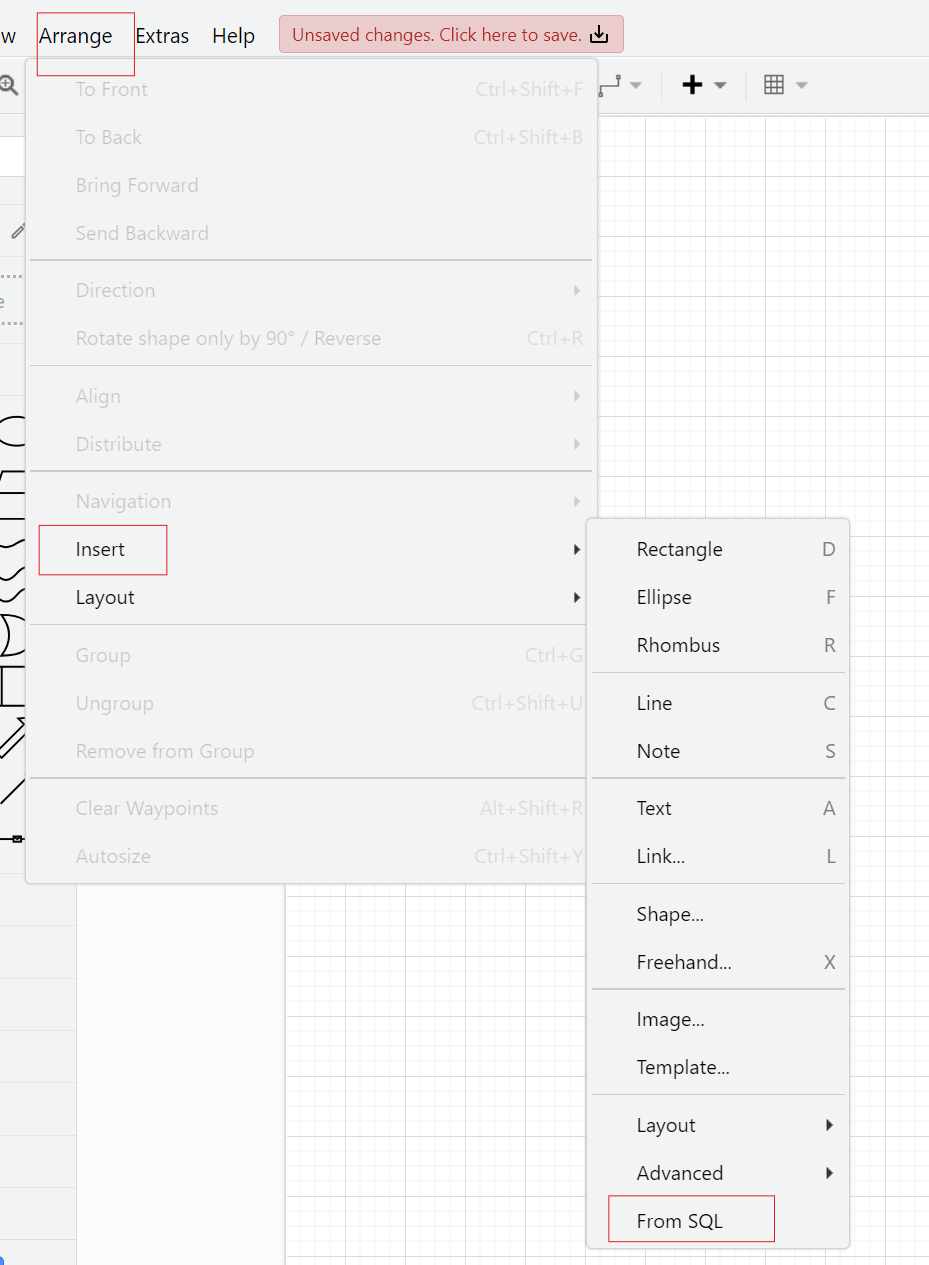 w Arrange Extras Help Unsaved changes. Click here to save.
To Front Ctrl+Shift+F
To Back Ctrl+Shift+B
Bring Forward
Send Backward
Direction
e
Rotate shape only by 90° / Reverse Ctrl+R
Align
Distribute
Navigation
Insert
Layout
Group Ctrl+G
Ungroup Ctrl+Shift+U
Remove from Group
Clear Waypoints Alt+Shift+R
Autosize Ctrl+Shift+Y
Rectangle D
Ellipse F
Rhombus R
Line C
Note S
Text A
Link... L
Shape...
Freehand... X
Image...
Template...
Layout
Advanced
From SQL